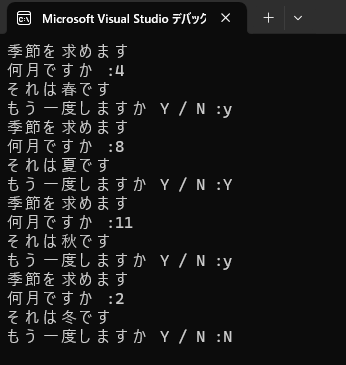 Microsoft Visual Studio デバッグ
季節を求めます
何月ですか :4
それは春です
もう一度しますか Y / N :y
季節を求めます
何月ですか :8
それは夏です
もう一度しますか Y / N :Y
季節を求めます
何月ですか :11
それは秋です
もう一度しますか Y / N :y
季節を求めます
何月ですか :2
それは冬です
もう一度しますか Y / N :N